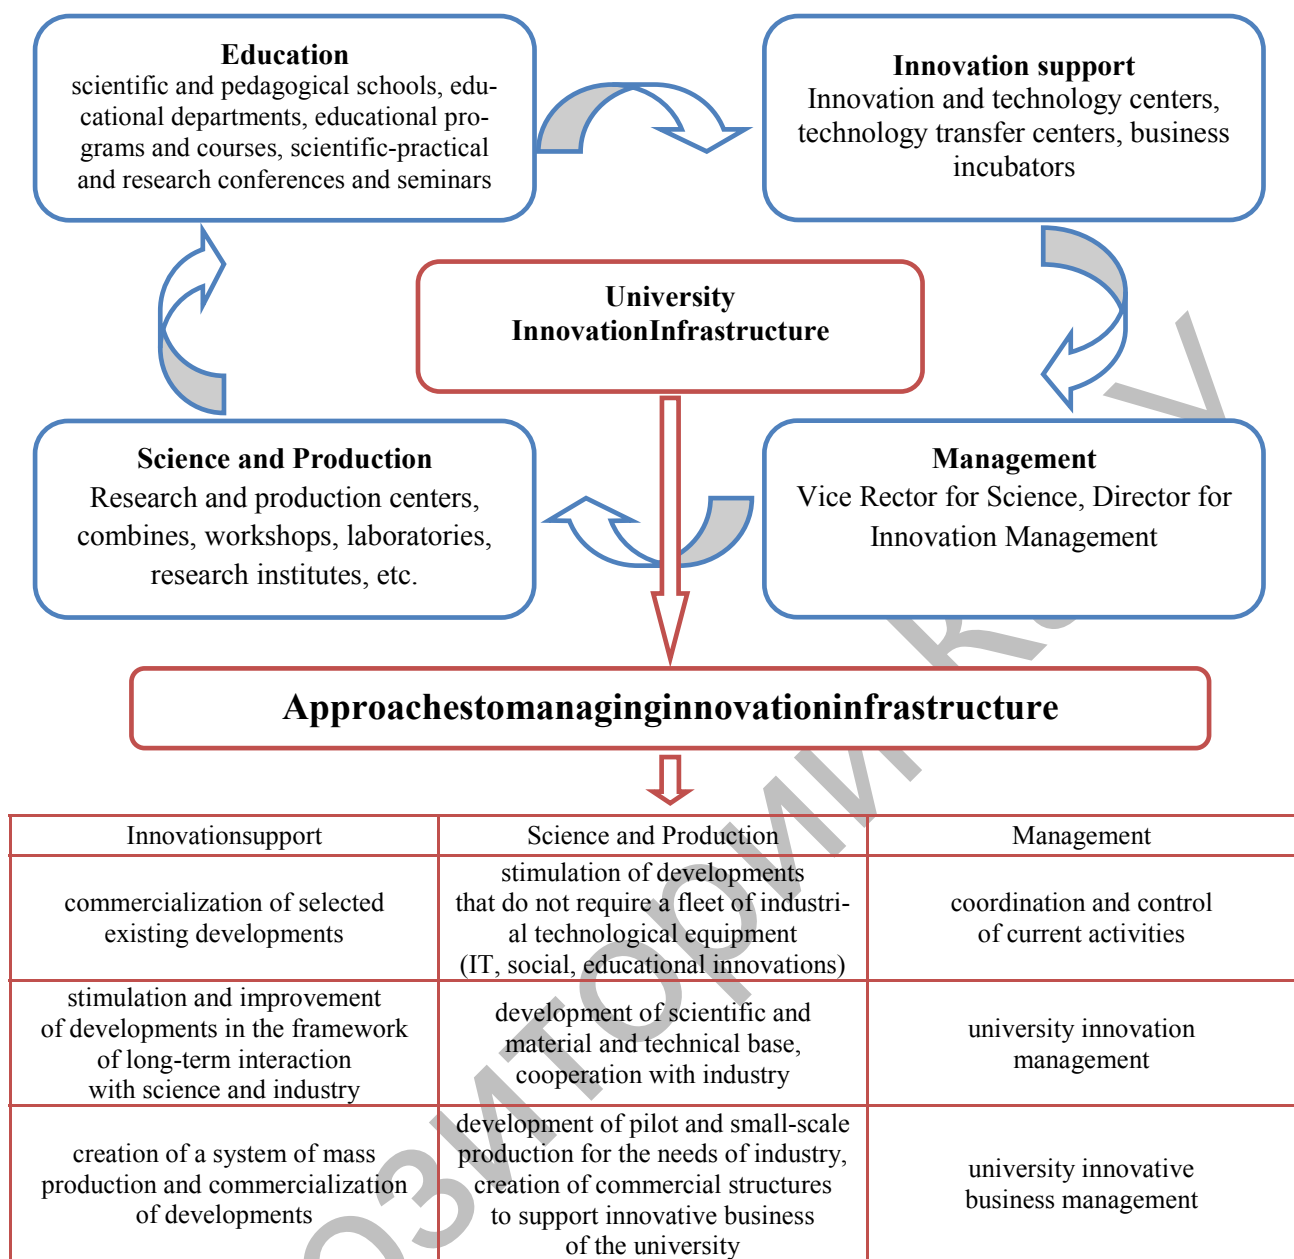 Education
scientific and pedagogical schools, edu-
cational departments, educational pro-
grams and courses, scientific-practical
and research conferences and seminars
Innovation support
Innovation and technology centers,
technology transfer centers, business
incubators
University
InnovationInfrastructure
Science and Production
Research and production centers,
combines, workshops, laboratories,
research institutes, etc.
Management
Vice Rector for Science, Director for
Innovation Management
Approachestomanaginginnovationinfrastructure
Innovationsupport
Science and Production
Management
commercialization of selected
existing developments
stimulation of developments
that do not require a fleet of industri-
al technological equipment
(IT, social, educational innovations)
coordination and control
of current activities
stimulation and improvement
of developments in the framework
of long-term interaction
with science and industry
development of scientific and
material and technical base,
cooperation with industry
university innovation
management
creation of a system of mass
production and commercialization
of developments
development of pilot and small-scale
production for the needs of industry,
creation of commercial structures
to support innovative business
of the university
university innovative
business management